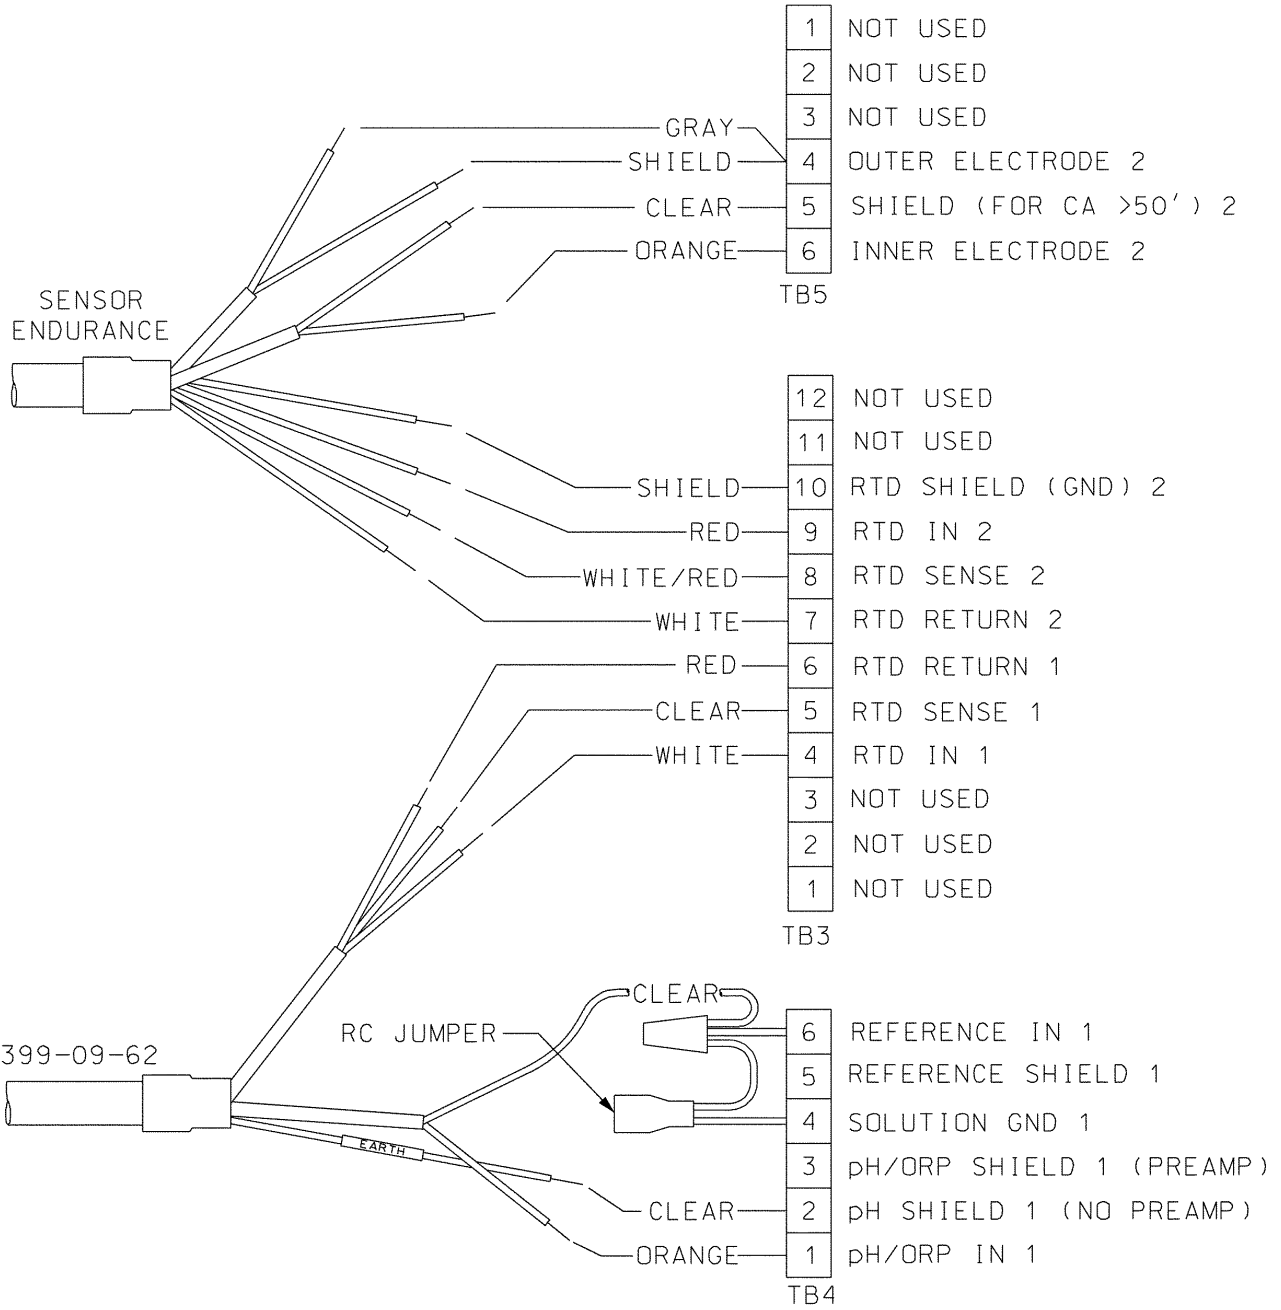 1 NOT USED
2 NOT USED
3 NOT USED
GRAY
SHIELD 4 OUTER ELECTRODE 2
CLEAR 5 SHIELD (FOR CA >50') 2
ORANGE 6 INNER ELECTRODE 2
TB5
SENSOR
ENDURANCE
12 NOT USED
11 NOT USED
SHIELD 10 RTD SHIELD (GND) 2
RED 9 RTD IN 2
WHITE/RED 8 RTD SENSE 2
WHITE 7 RTD RETURN 2
RED 6 RTD RETURN 1
CLEAR 5 RTD SENSE 1
WHITE 4 RTD IN 1
3 NOT USED
2 NOT USED
1 NOT USED
TB3
CLEAR
RC JUMPER 6 REFERENCE IN 1
399-09-62
5 REFERENCE SHIELD 1
4 SOLUTION GND 1
EARTH
3 pH/ORP SHIELD 1 (PREAMP)
CLEAR 2 pH SHIELD 1 (NO PREAMP)
ORANGE 1 pH/ORP IN 1
TB4